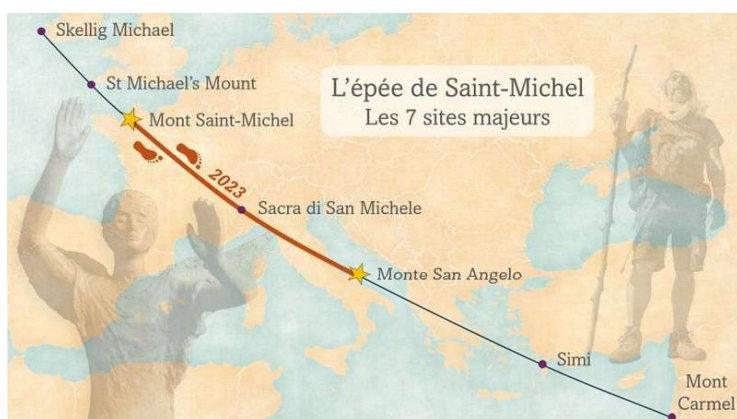 Skellig Michael
St Michael's Mount
Mont Saint-Michel
L'épée de Saint-Michel
Les 7 sites majeurs
2023
Sacra di San Michele
Monte San Angelo
Simi
Mont
Carmel